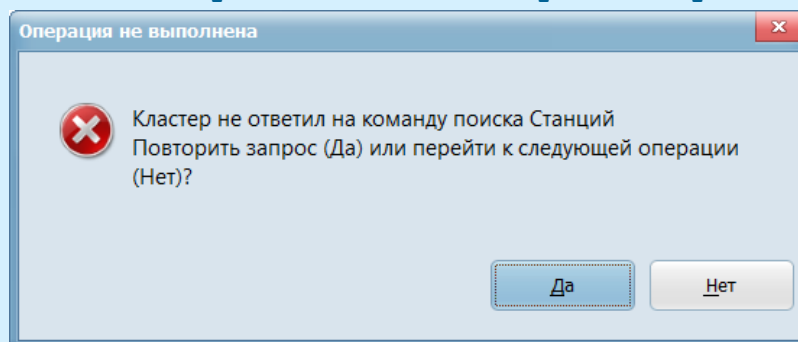 Операция не выполнена
Кластер не ответил на команду поиска Станций
Повторить запрос (Да) или перейти к следующей операции
(Нет)?
Да
Нет